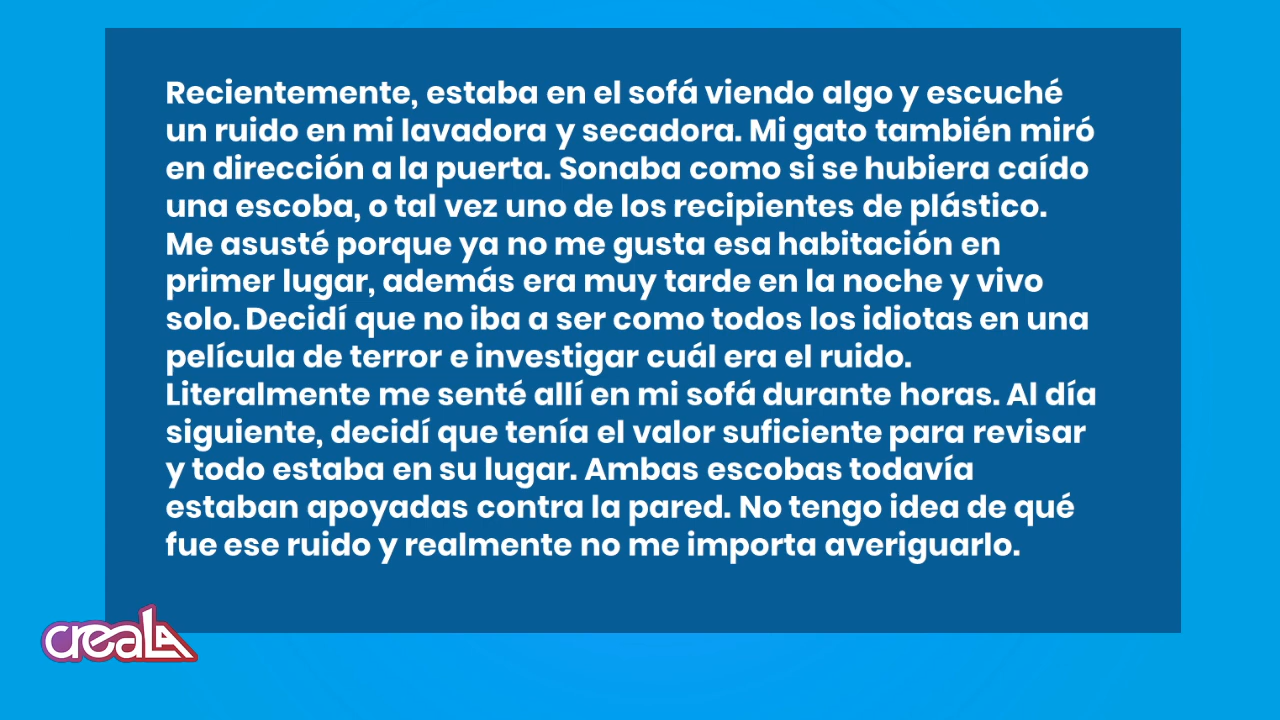 Recientemente, estaba en el sofá viendo algo y escuché
un ruido en mi lavadora y secadora. Mi gato también miró
en dirección a la puerta. Sonaba como si se hubiera caído
una escoba, o tal vez uno de los recipientes de plástico.
Me asusté porque ya no me gusta esa habitación en
primer lugar, además era muy tarde en la noche y vivo
solo. Decidí que no iba a ser como todos los idiotas en una
película de terror e investigar cuál era el ruido.
Literalmente me senté allí en mi sofá durante horas. Al día
siguiente, decidí que tenía el valor suficiente para revisar
y todo estaba en su lugar. Ambas escobas todavía
estaban apoyadas contra la pared. No tengo idea de qué
fue ese ruido y realmente no me importa averiguarlo.
creaLA